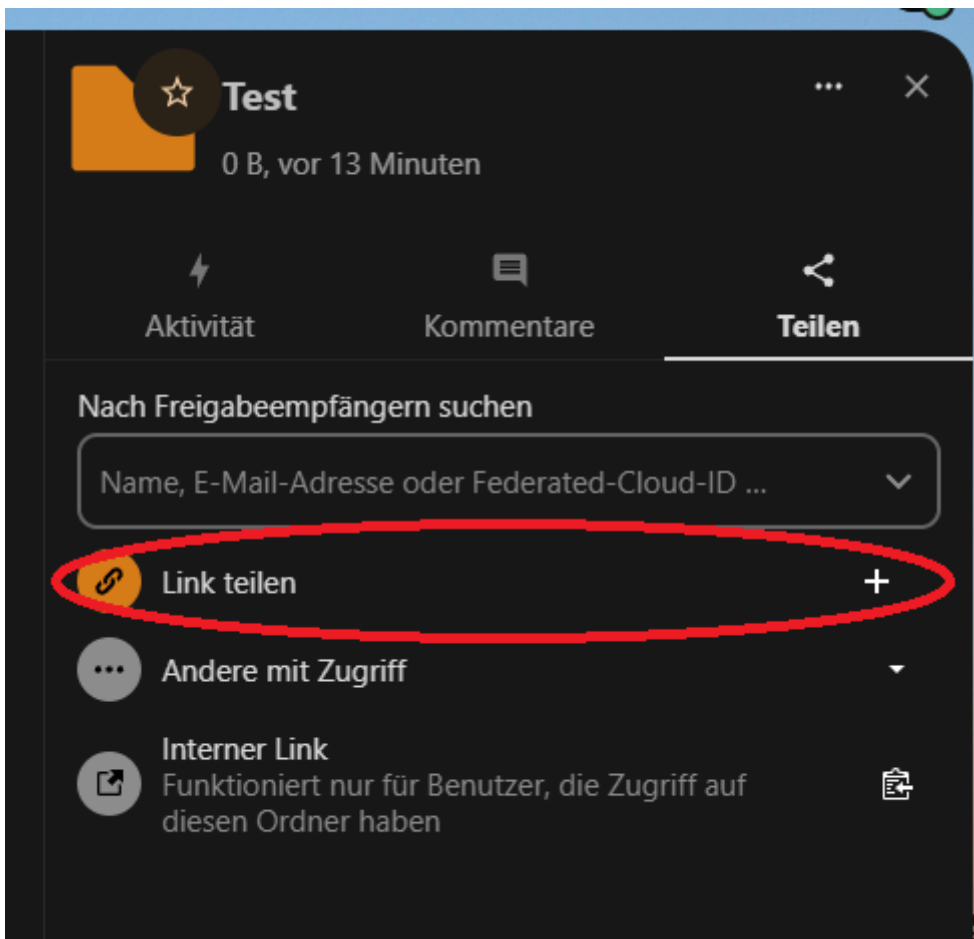 Test
0 B, vor 13 Minuten
Aktivität
Kommentare
Teilen
Nach Freigabeempfängern suchen
Name, E-Mail-Adresse oder Federated-Cloud-ID ...
Link teilen
Andere mit Zugriff
Interner Link
Funktioniert nur für Benutzer, die Zugriff auf
diesen Ordner haben